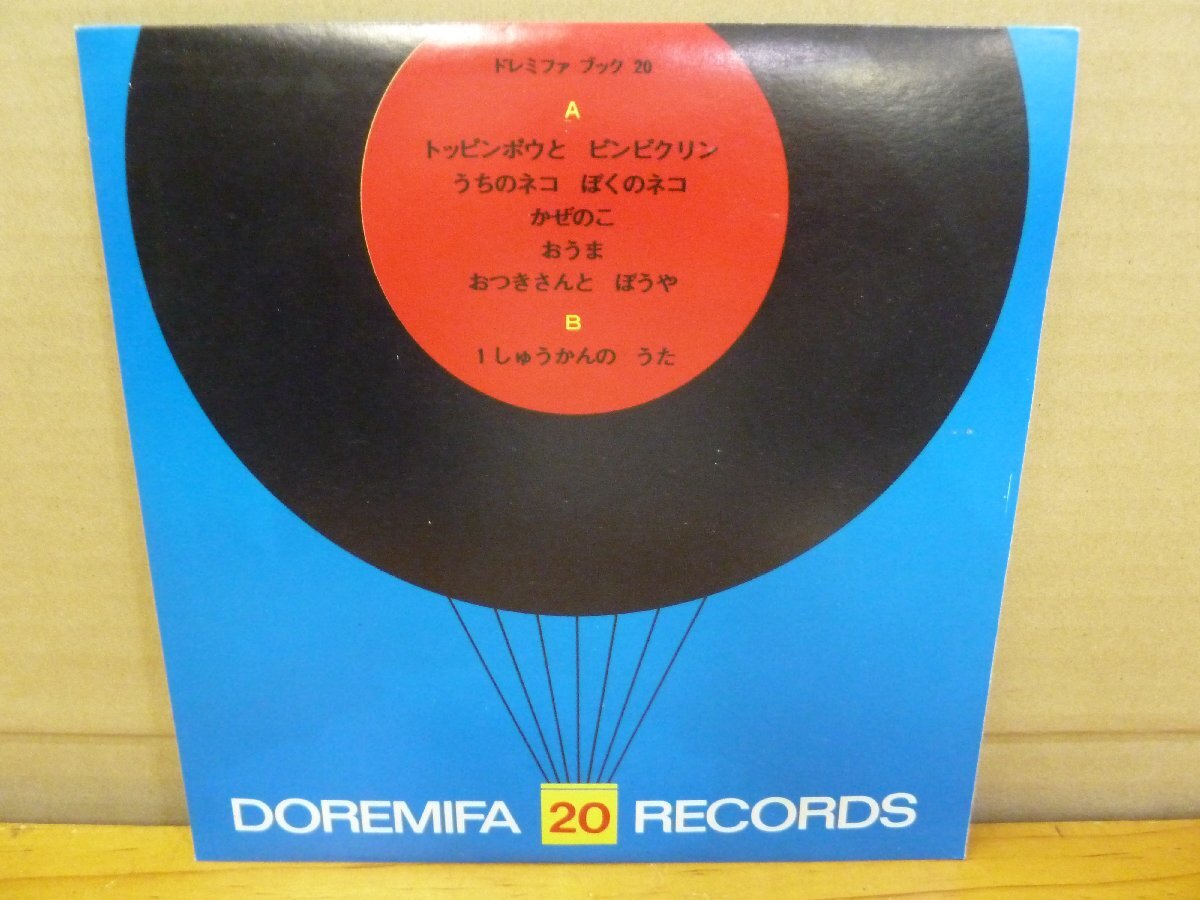 ドレミファ ブック 20
A
トッピンポウと ピンピクリン
うちのネコ ぼくのネコ
かぜのこ
おうま
おつきさんと ぼうや
B
1しゅうかんの うた
DOREMIFA 20 RECORDS